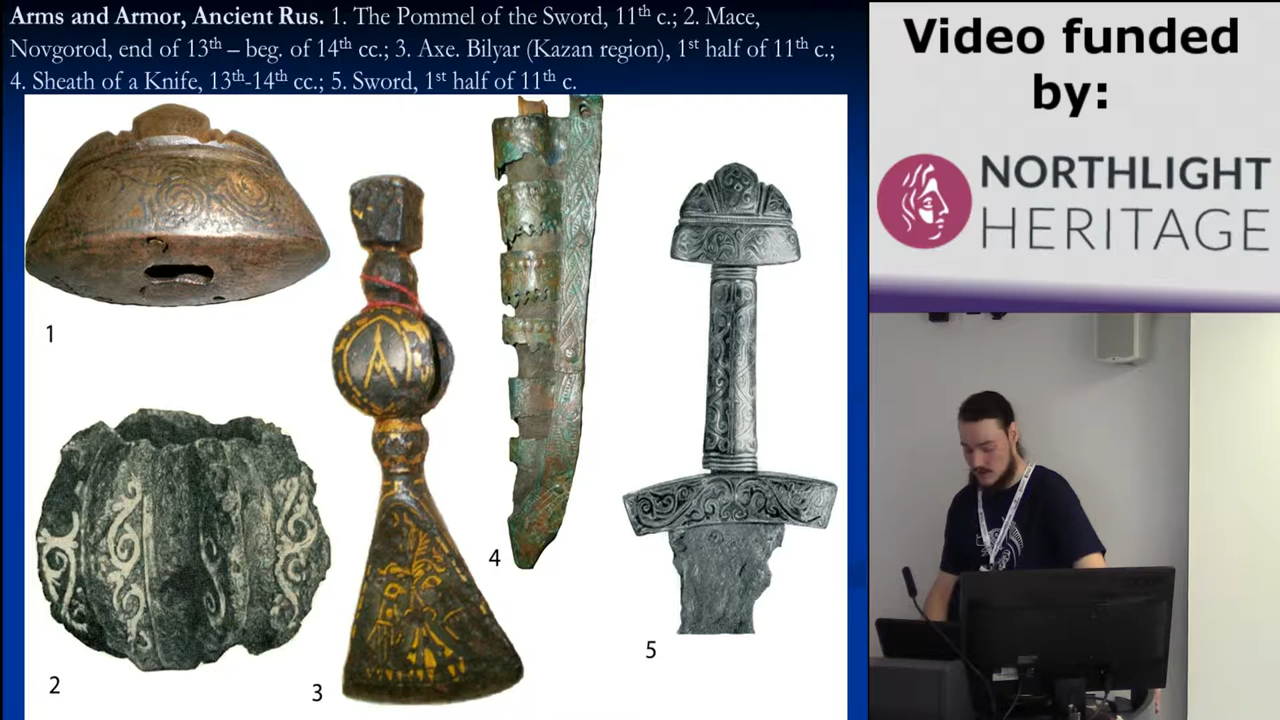 Arms and Armor, Ancient Rus. 1. The Pommel of the Sword, 11th c.; 2. Mace,
Novgorod, end of 13th – beg. of 14th cc.; 3. Axe. Bilyar (Kazan region), 1st half of 11th c.;
4. Sheath of a Knife, 13th-14th cc.; 5. Sword, 1st half of 11th c.
1
2
3
4
5
Video funded
by:
NORTHLIGHT
HERITAGE